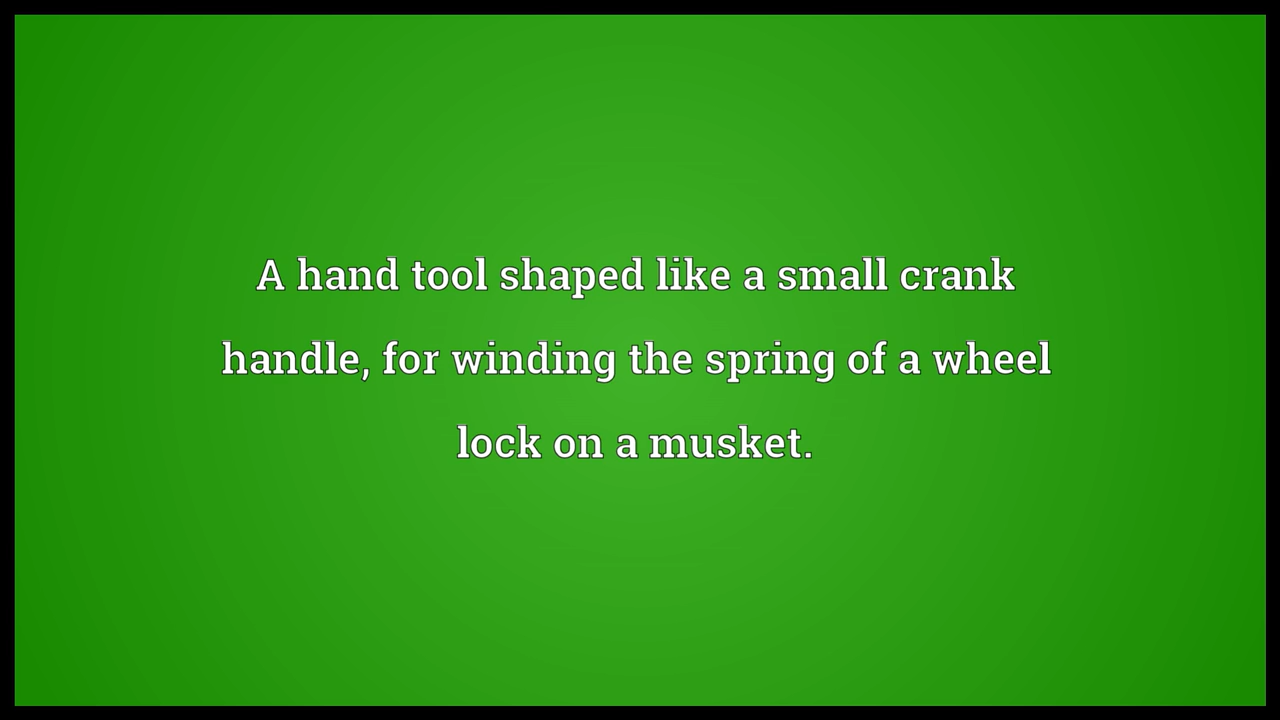 A hand tool shaped like a small crank
handle, for winding the spring of a wheel
lock on a musket.